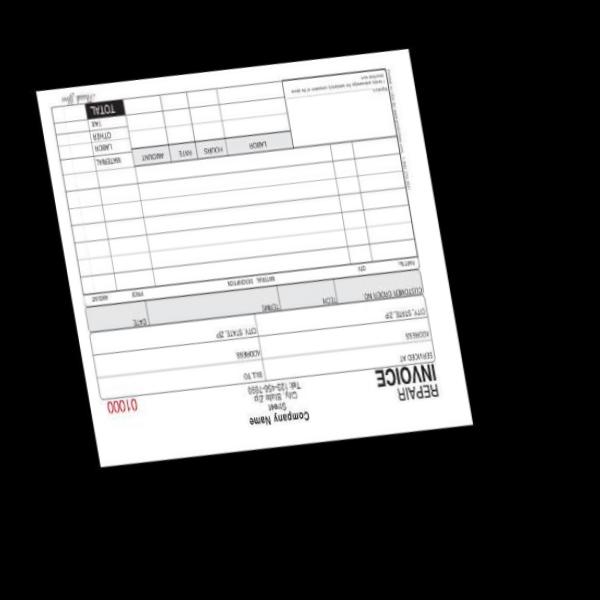 REPAIR
INVOICE
Company Name
Street
City, State Zip
Tel: 123-456-7890
01000
SERVICED AT
BILL TO
ADDRESS
ADDRESS
CITY, STATE, ZIP
CITY, STATE, ZIP
CUSTOMER ORDER NO.
TECH
TERMS
DATE
PART No.
QTY
MATERIAL DESCRIPTION
PRICE
AMOUNT
LABOR
HOURS
RATE
AMOUNT
MATERIAL
LABOR
OTHER
TAX
TOTAL
Thank You